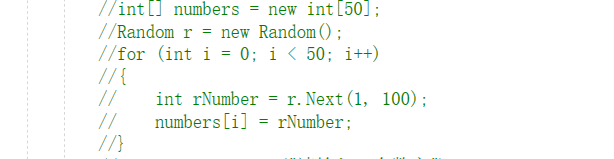 //int[] numbers = new int[50];
//Random r = new Random();
//for (int i = 0; i < 50; i++)
//{
//    int rNumber = r.Next(1, 100);
//    numbers[i] = rNumber;
//}